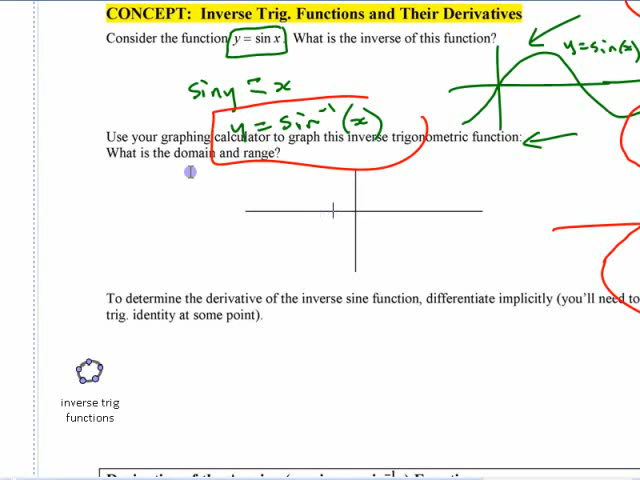 CONCEPT: Inverse Trig. Functions and Their Derivatives
Consider the function y = sin x. What is the inverse of this function?
y=sin(x)
sin y = x
y = sin⁻¹(x)
Use your graphing calculator to graph this inverse trigonometric function:
What is the domain and range?
To determine the derivative of the inverse sine function, differentiate implicitly (you'll need to
trig. identity at some point).
inverse trig
functions